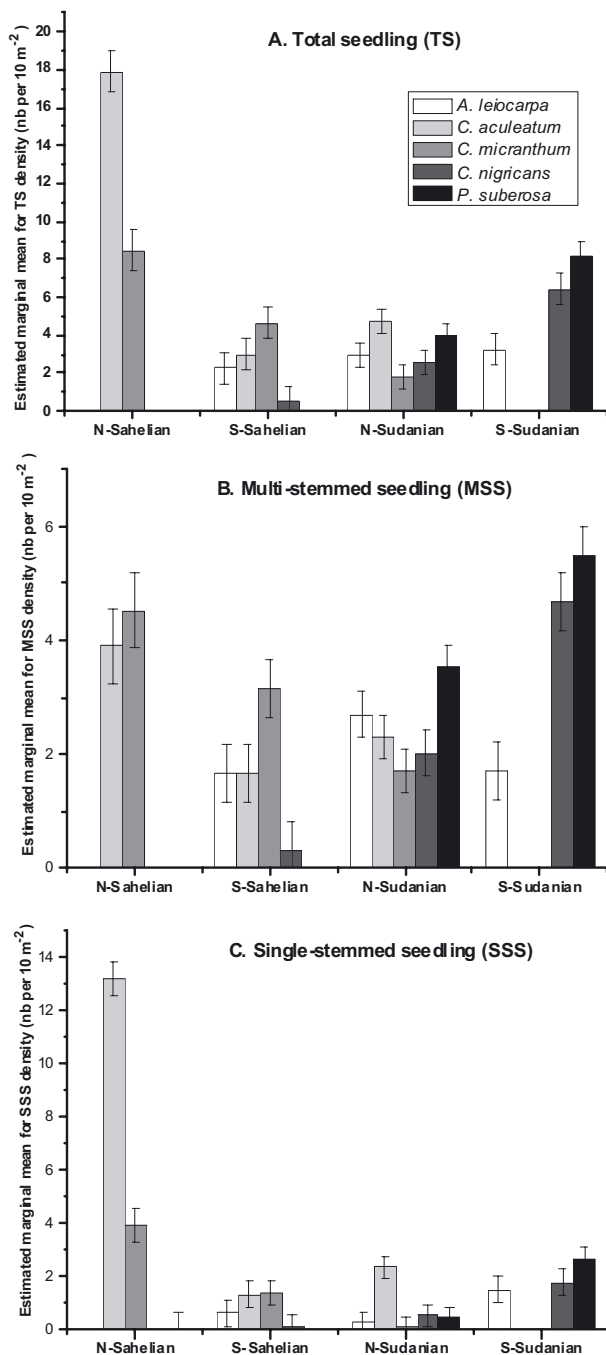 A. Total seedling (TS)
Estimated marginal mean for TS density (nb per 10 m⁻²)
20
18
16
14
12
10
8
6
4
2
0
A. leiocarpa
C. aculeatum
C. micranthum
C. nigricans
P. suberosa
N-Sahelian S-Sahelian N-Sudanian S-Sudanian
B. Multi-stemmed seedling (MSS)
Estimated marginal mean for MSS density (nb per 10 m⁻²)
6
4
2
0
N-Sahelian S-Sahelian N-Sudanian S-Sudanian
C. Single-stemmed seedling (SSS)
Estimated marginal mean for SSS density (nb per 10 m⁻²)
14
12
10
8
6
4
2
0
N-Sahelian S-Sahelian N-Sudanian S-Sudanian